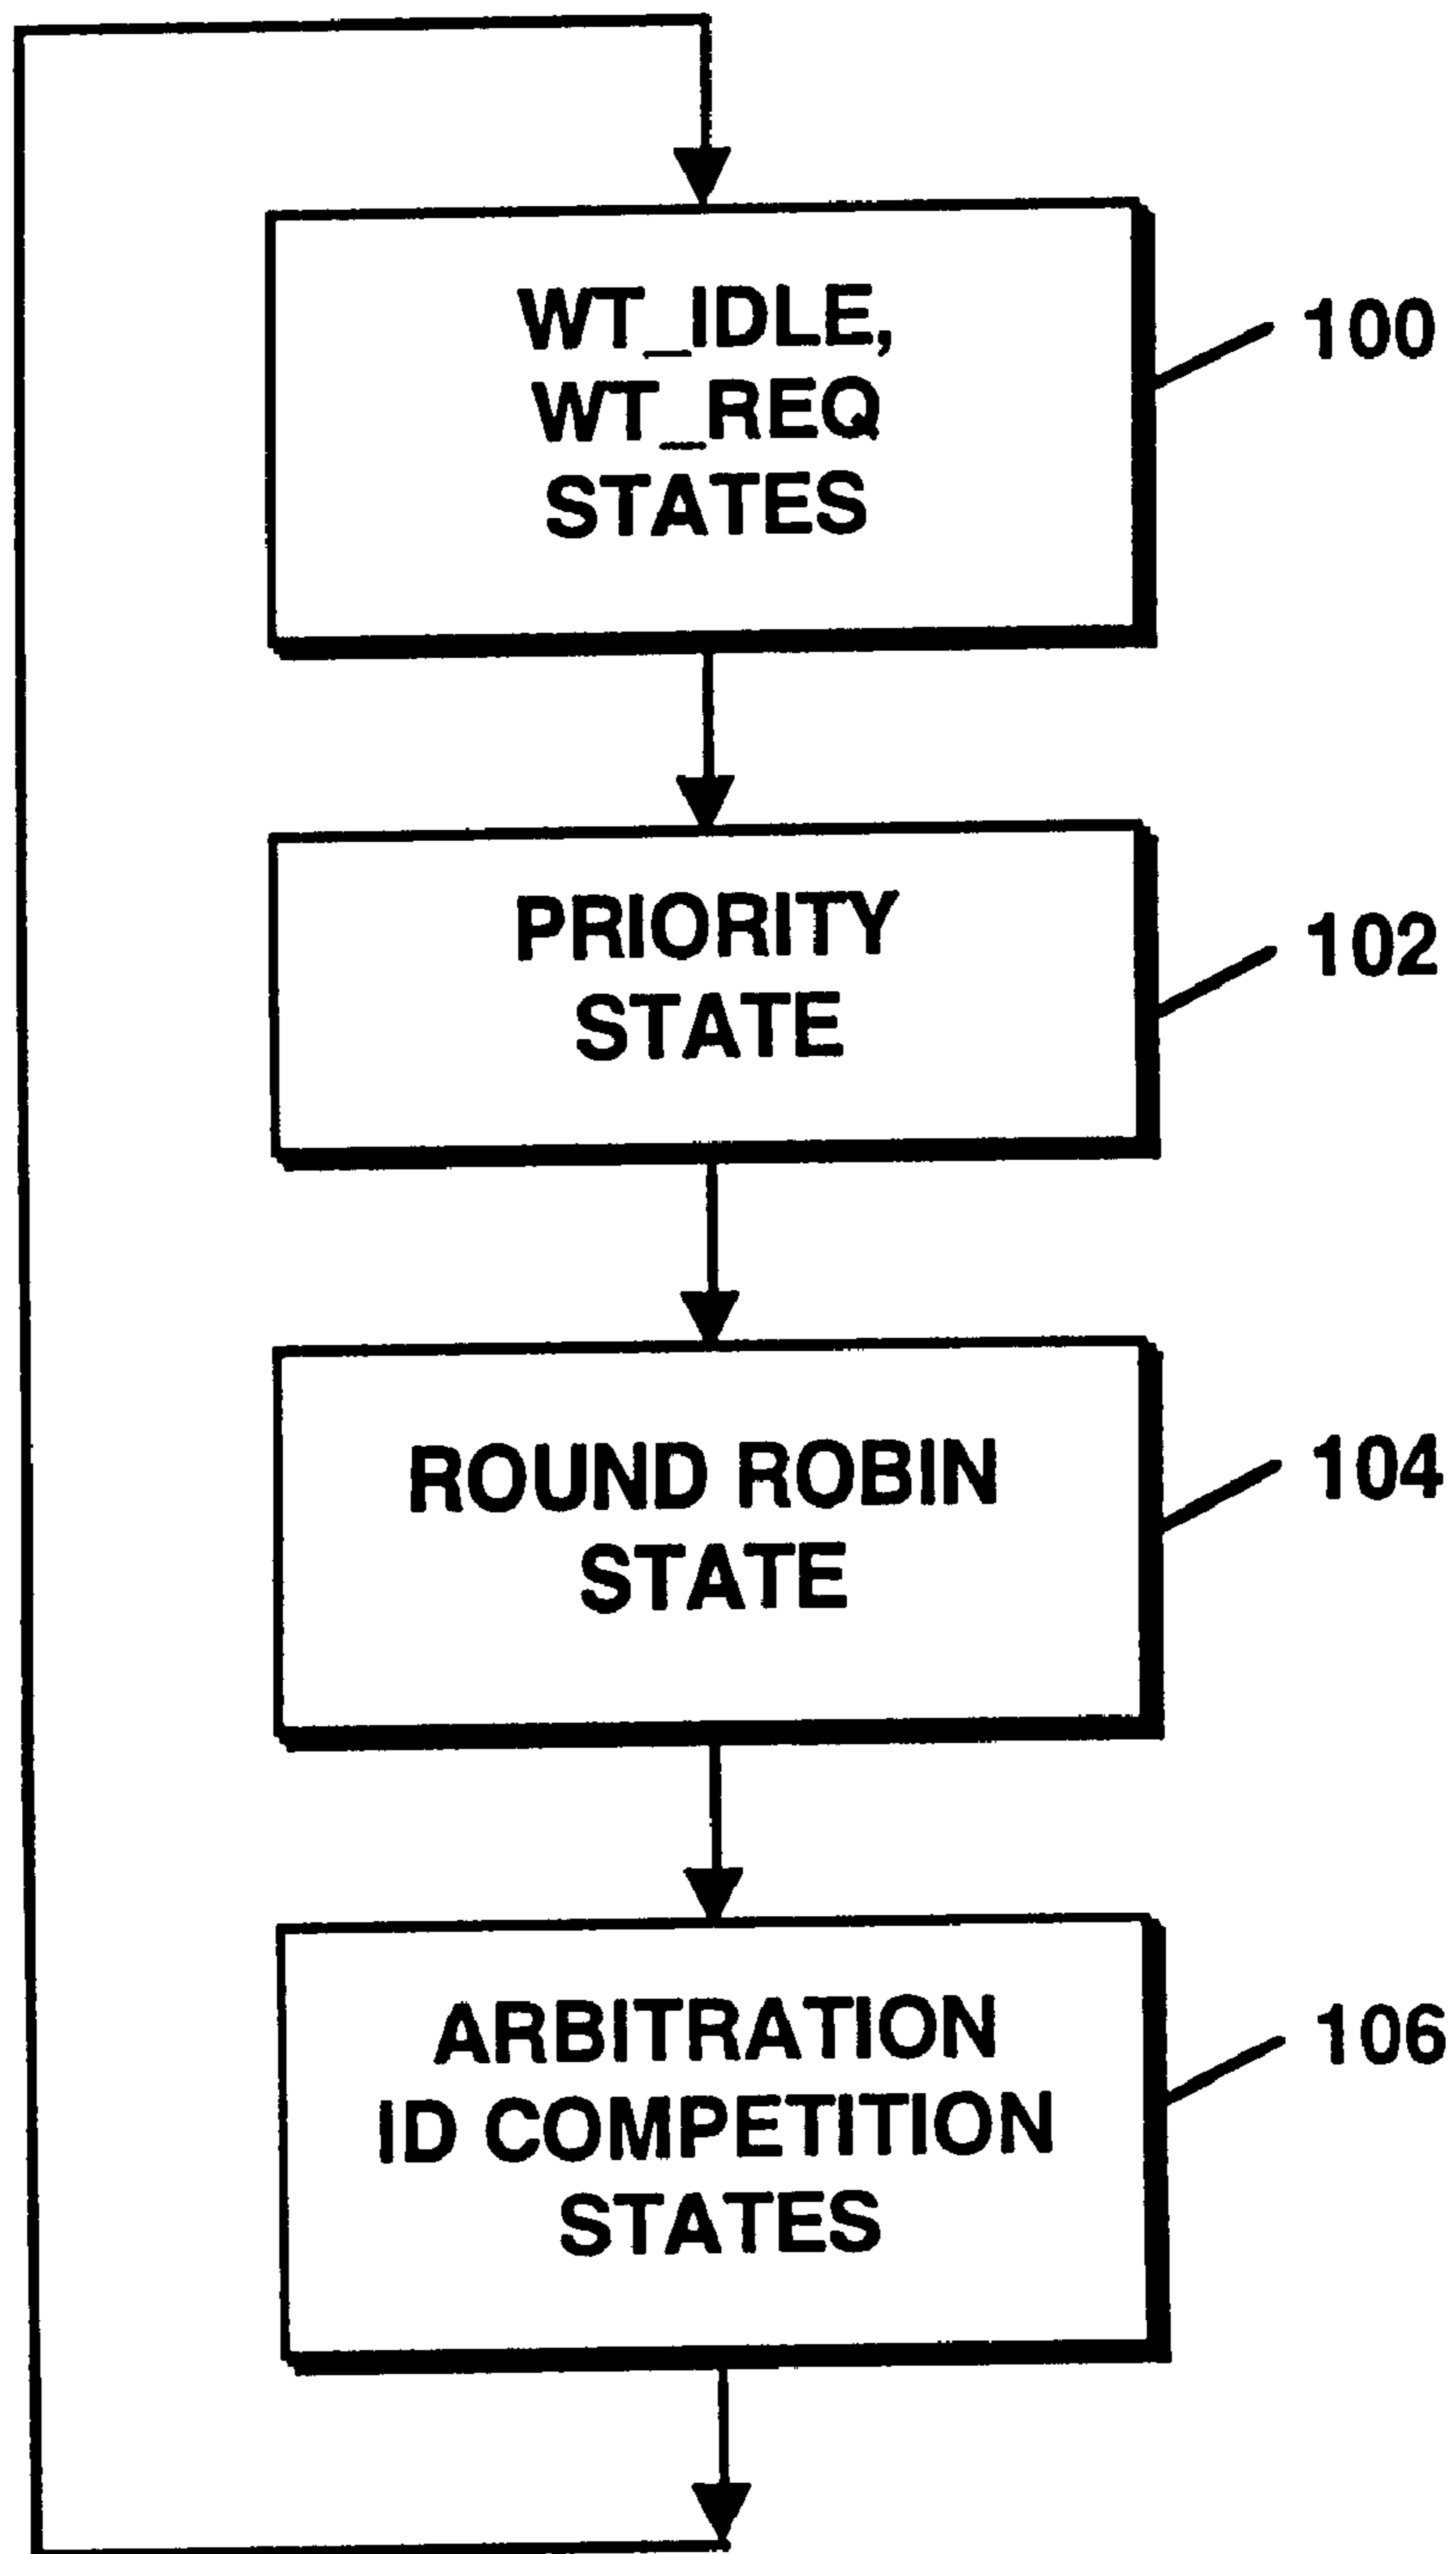 WT_IDLE,
WT_REQ
STATES
100
PRIORITY
STATE
102
ROUND ROBIN
STATE
104
ARBITRATION
ID COMPETITION
STATES
106